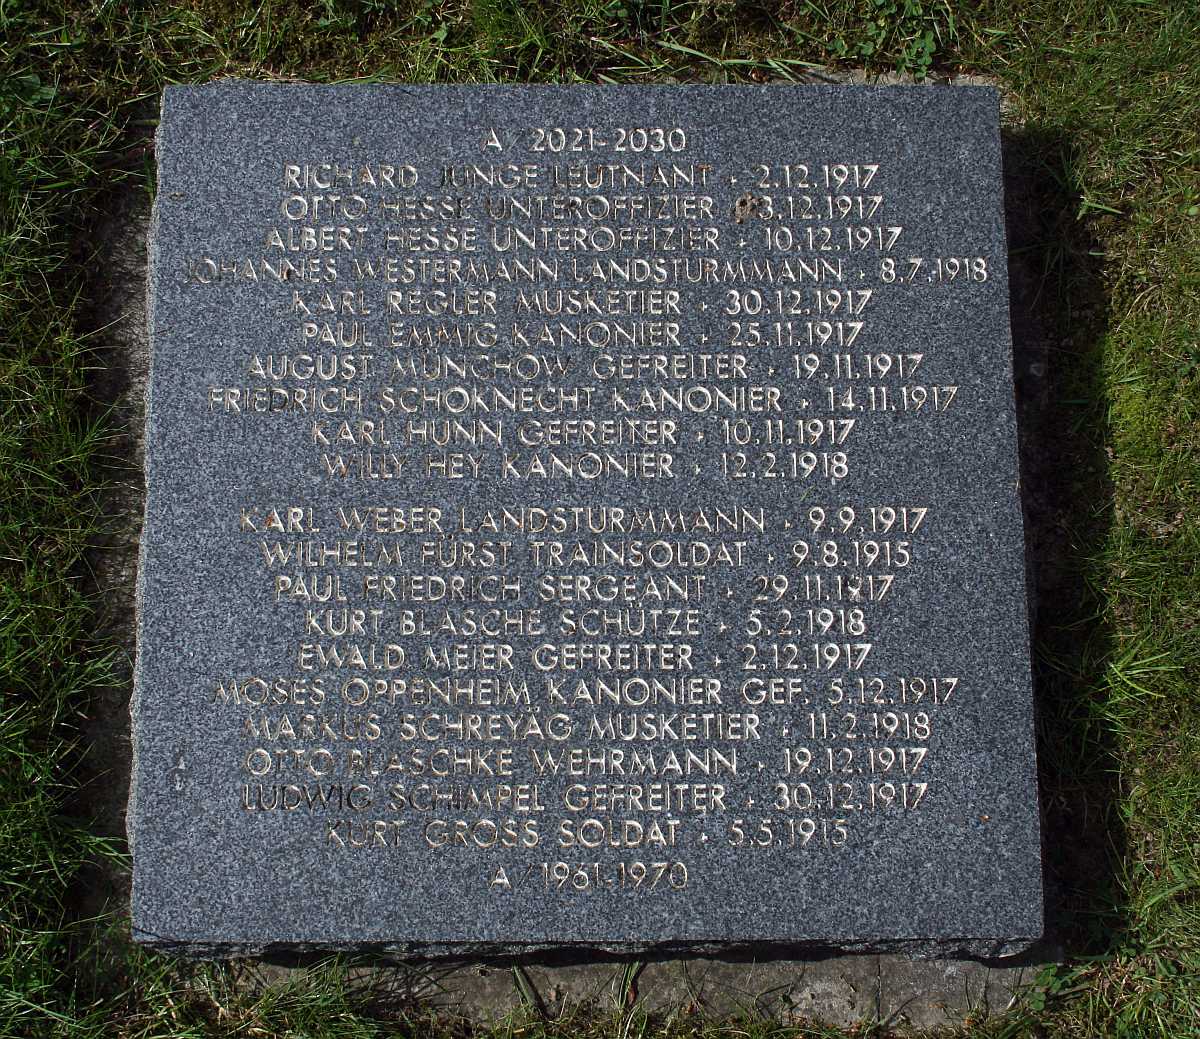 A/2021-2030
RICHARD JUNGE LEUTNANT + 2.12.1917
OTTO HESSE UNTEROFFIZIER + 3.12.1917
ALBERT HESSE UNTEROFFIZIER + 10.12.1917
JOHANNES WESTERMANN LANDSTURMMANN + 8.7.1918
KARL REGLER MUSKETIER + 30.12.1917
PAUL EMMIG KANONIER + 25.11.1917
AUGUST MÜNCHOW GEFREITER + 19.11.1917
FRIEDRICH SCHOKNECHT KANONIER + 14.11.1917
KARL HUNN GEFREITER + 10.11.1917
WILLY HEY KANONIER + 12.2.1918
KARL WEBER LANDSTURMMANN + 9.9.1917
WILHELM FÜRST TRAINSOLDAT + 9.8.1915
PAUL FRIEDRICH SERGEANT + 29.11.1917
KURT BLASCHE SCHÜTZE + 5.2.1918
EWALD MEIER GEFREITER + 2.12.1917
MOSES OPPENHEIM KANONIER GEF. 5.12.1917
MARKUS SCHREYÄG MUSKETIER + 11.2.1918
OTTO BLASCHKE WEHRMANN + 19.12.1917
LUDWIG SCHIMPEL GEFREITER + 30.12.1917
KURT GROSS SOLDAT + 5.5.1915
A/1961-1970